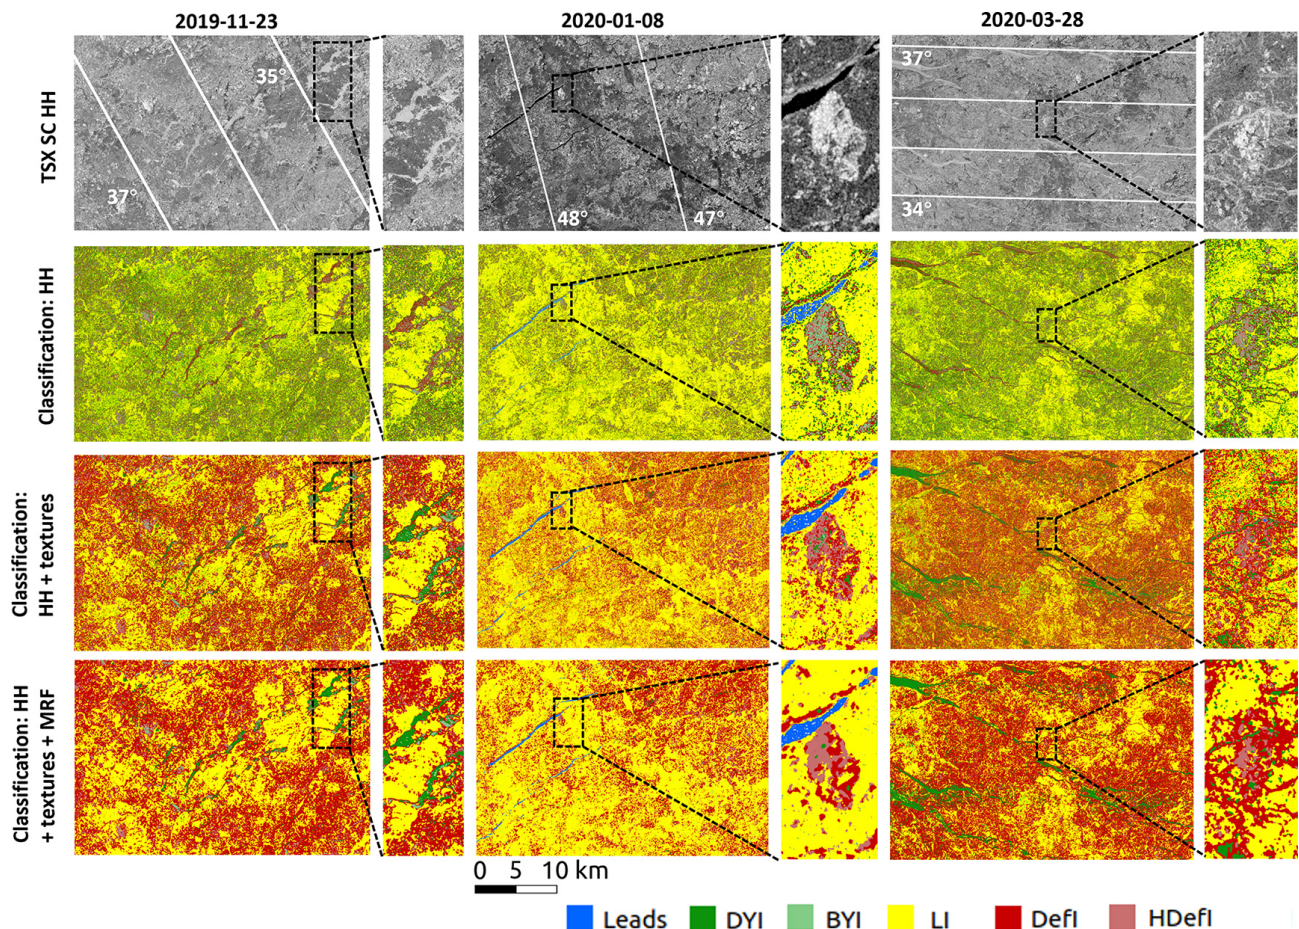 2019-11-23
2020-01-08
2020-03-28
TSX SC HH
35°
37°
48°
47°
37°
34°
Classification: HH
Classification:
HH + textures
Classification: HH
+ textures + MRF
0 5 10 km
Leads DYI BYI LI DefI HDefI